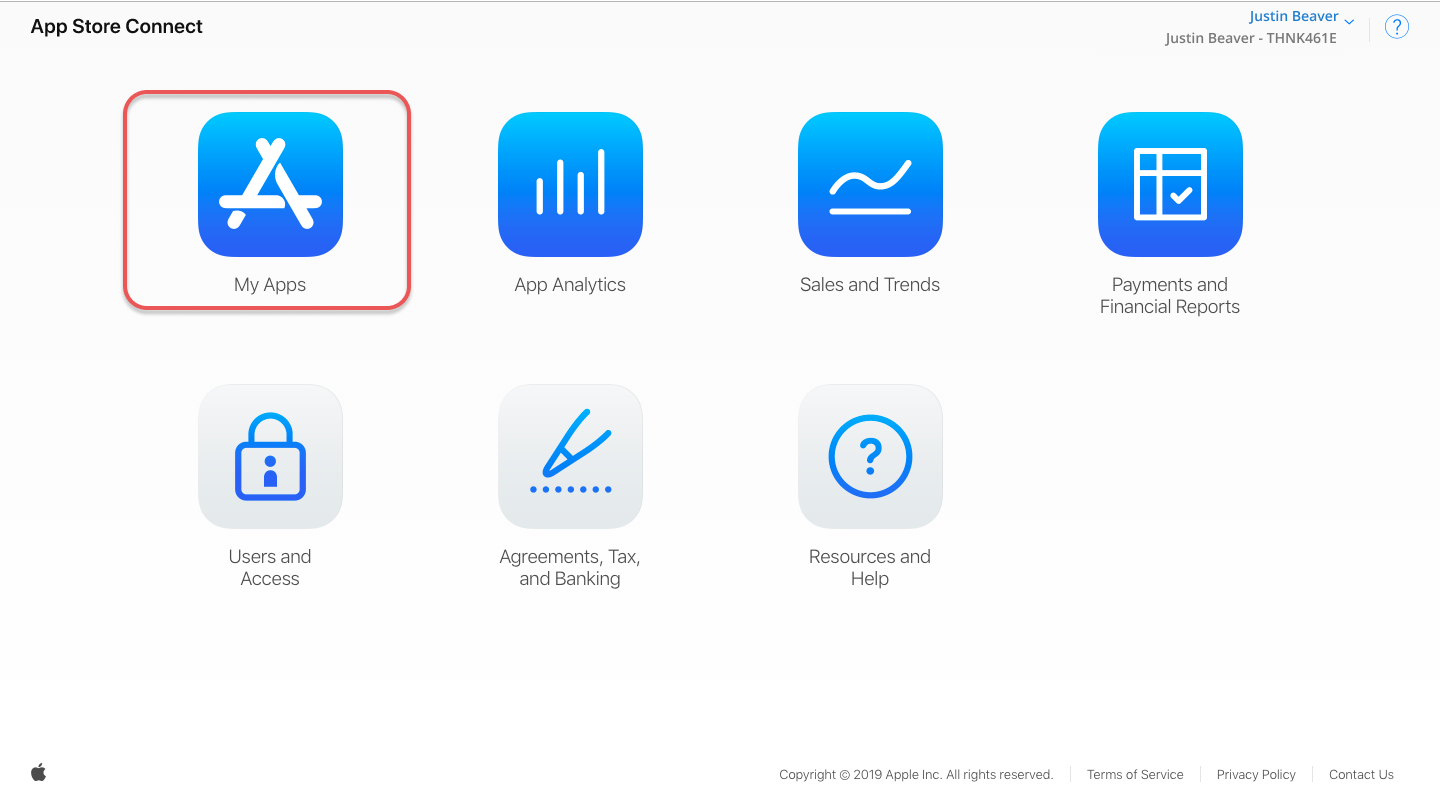 App Store Connect
Justin Beaver
Justin Beaver - THNK461E
?
My Apps
App Analytics
Sales and Trends
Payments and
Financial Reports
?
Users and
Access
Agreements, Tax,
and Banking
Resources and
Help
Copyright © 2019 Apple Inc. All rights reserved.
Terms of Service
Privacy Policy
Contact Us